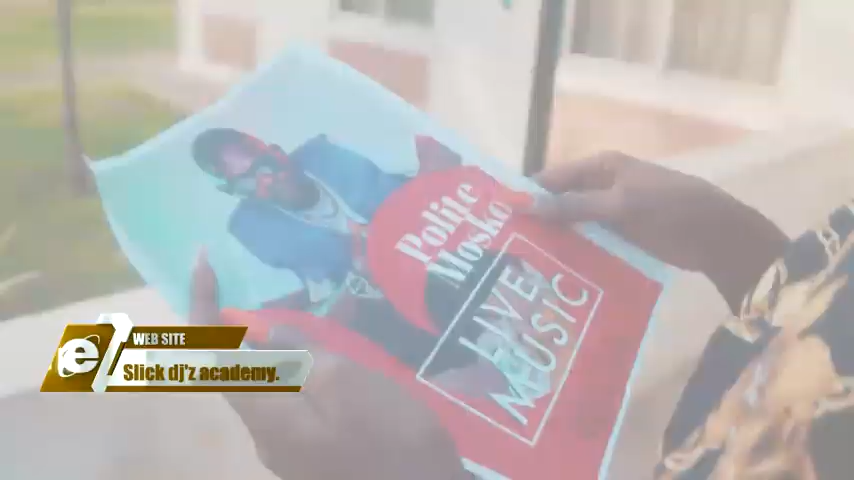 Polite
Mosko
LIVE
MUSIC
WEB SITE
Slick dj'z academy.